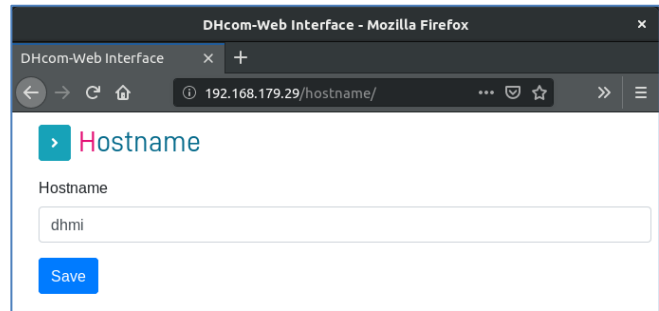 DHcom-Web Interface - Mozilla Firefox
DHcom-Web Interface
192.168.179.29/hostname/
Hostname
Hostname
dhmi
Save